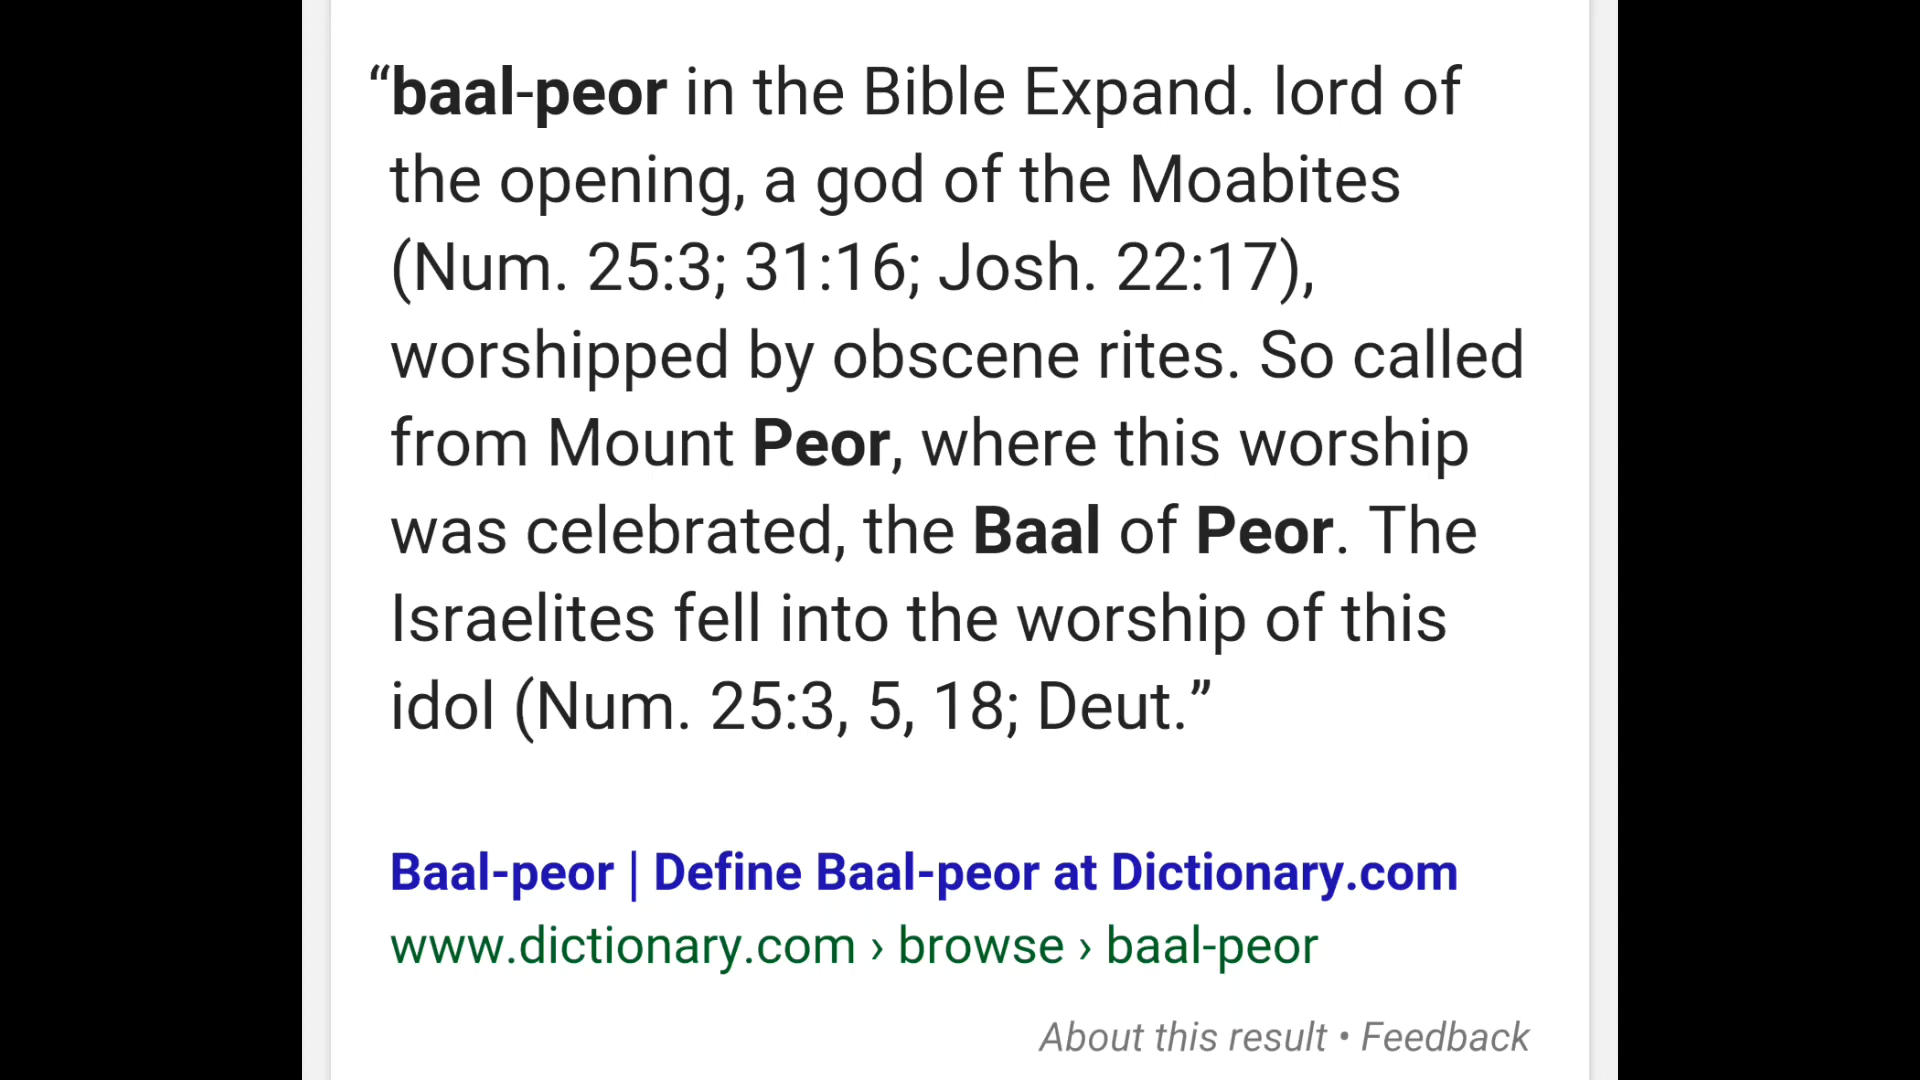 “baal-peor in the Bible Expand. lord of
the opening, a god of the Moabites
(Num. 25:3; 31:16; Josh. 22:17),
worshipped by obscene rites. So called
from Mount Peor, where this worship
was celebrated, the Baal of Peor. The
Israelites fell into the worship of this
idol (Num. 25:3, 5, 18; Deut.”
Baal-peor | Define Baal-peor at Dictionary.com
www.dictionary.com › browse › baal-peor
About this result • Feedback